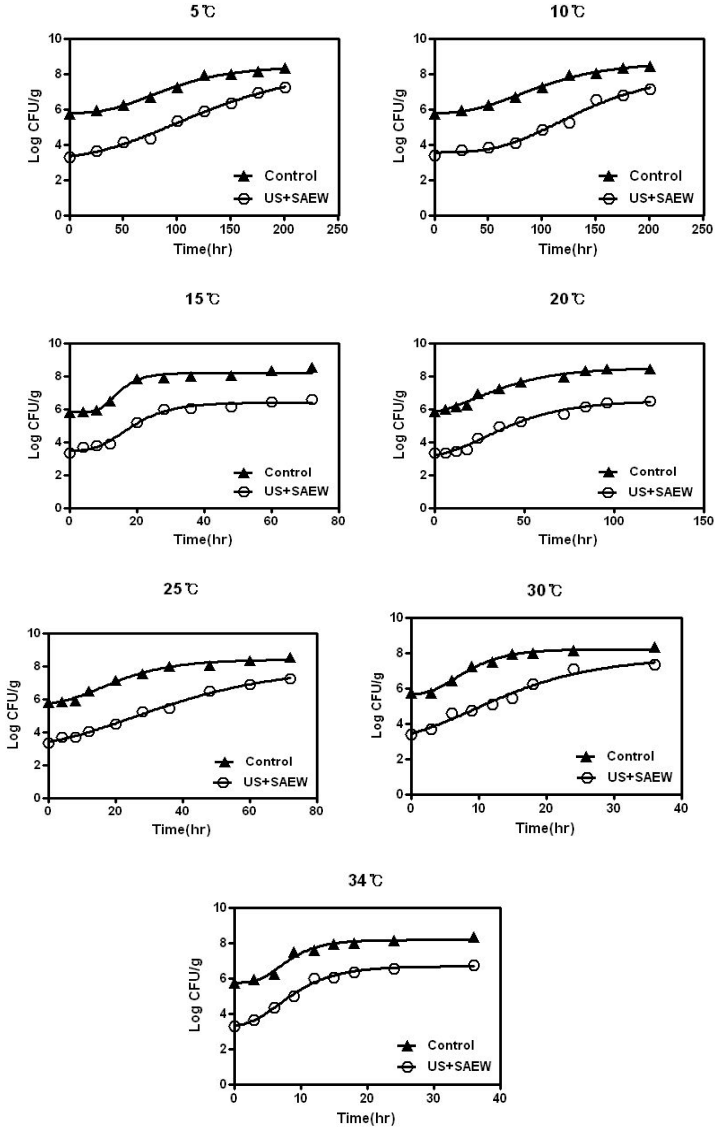 5℃
10℃
Log CFU/g
10
8
6
4
2
0
Control
US+SAEW
0 50 100 150 200 250
Time(hr)
Log CFU/g
10
8
6
4
2
0
Control
US+SAEW
0 50 100 150 200 250
Time(hr)
15℃
20℃
Log CFU/g
10
8
6
4
2
0
Control
US+SAEW
0 20 40 60 80
Time(hr)
Log CFU/g
10
8
6
4
2
0
Control
US+SAEW
0 50 100 150
Time(hr)
25℃
30℃
Log CFU/g
10
8
6
4
2
0
Control
US+SAEW
0 20 40 60 80
Time(hr)
Log CFU/g
10
8
6
4
2
0
Control
US+SAEW
0 10 20 30 40
Time(hr)
34℃
Log CFU/g
10
8
6
4
2
0
Control
US+SAEW
0 10 20 30 40
Time(hr)